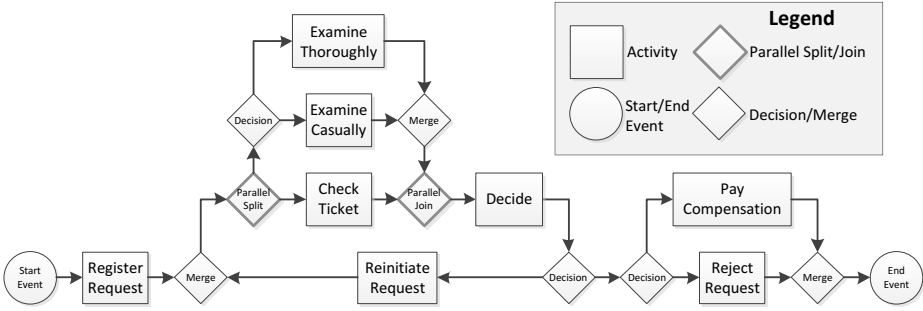 Examine
Thoroughly
Legend
Activity
Parallel Split/Join
Decision
Examine
Casually
Merge
Start/End
Event
Decision/Merge
Parallel
Split
Check
Ticket
Parallel
Join
Decide
Pay
Compensation
Start
Event
Register
Request
Merge
Reinitiate
Request
Decision
Decision
Reject
Request
Merge
End
Event